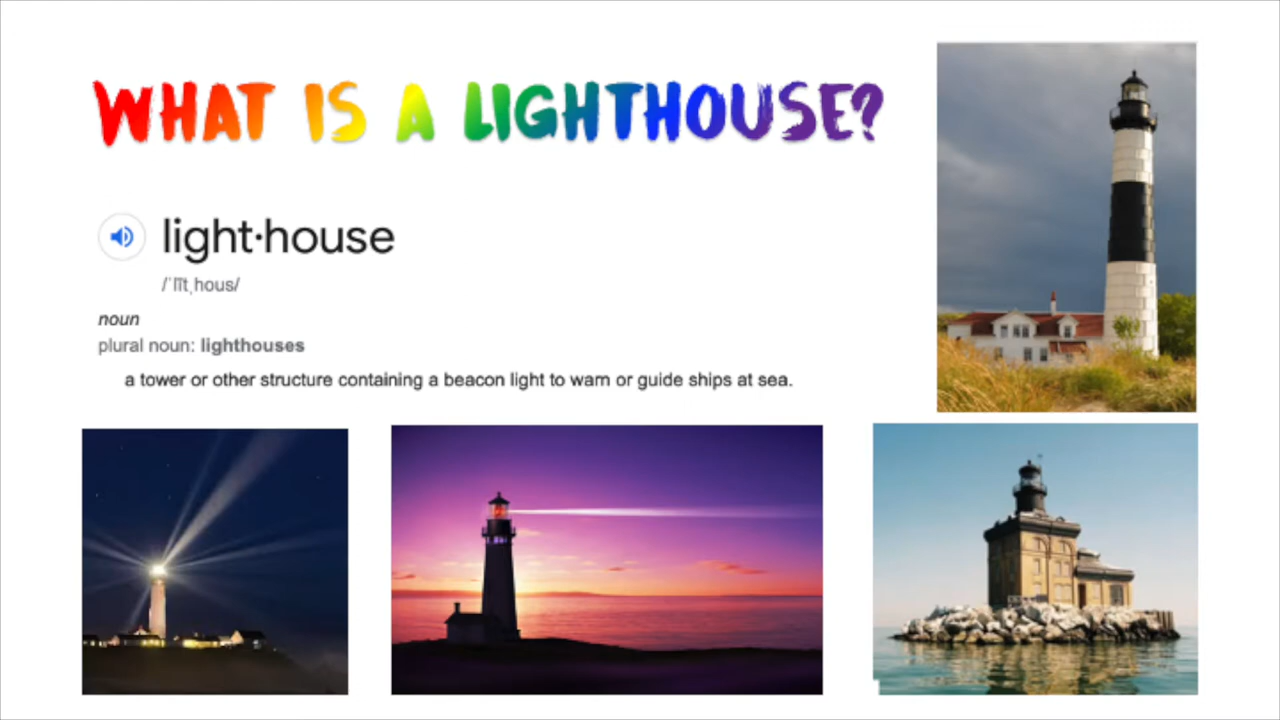 WHAT IS A LIGHTHOUSE?
light·house
/ˈlītˌhous/
noun
plural noun: lighthouses
a tower or other structure containing a beacon light to warn or guide ships at sea.